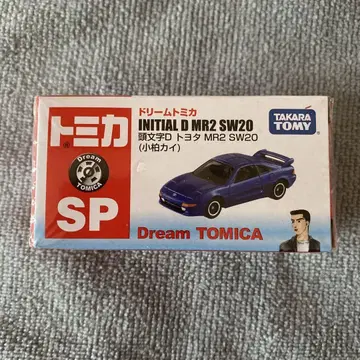 トミカ
Dream
TOMICA
SP
ドリームトミカ
INITIAL D MR2 SW20
頭文字D トヨタ MR2 SW20
(小柏カイ)
TAKARA
TOMY
Dream TOMICA